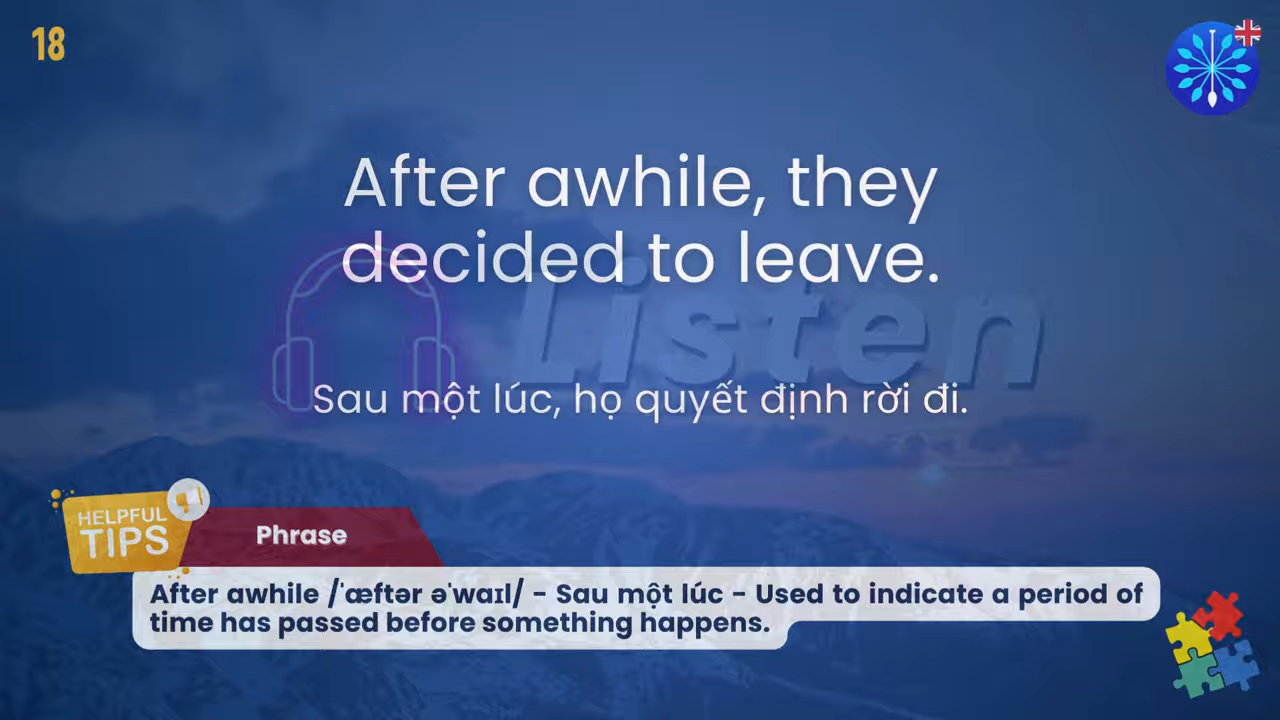 18
After awhile, they
decided to leave.
Listen
Sau một lúc, họ quyết định rời đi.
HELPFUL
TIPS
Phrase
After awhile /ˈæftər əˈwaɪl/ - Sau một lúc - Used to indicate a period of
time has passed before something happens.